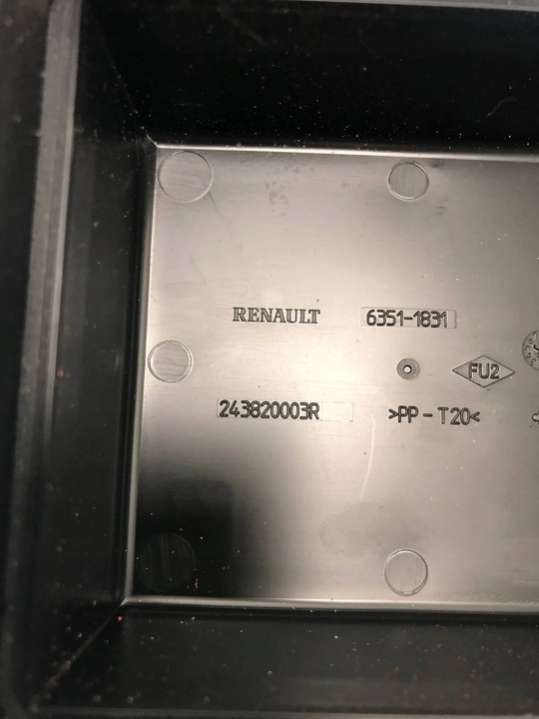 RENAULT 6351-1831
FU2
243820003R >PP-T20<